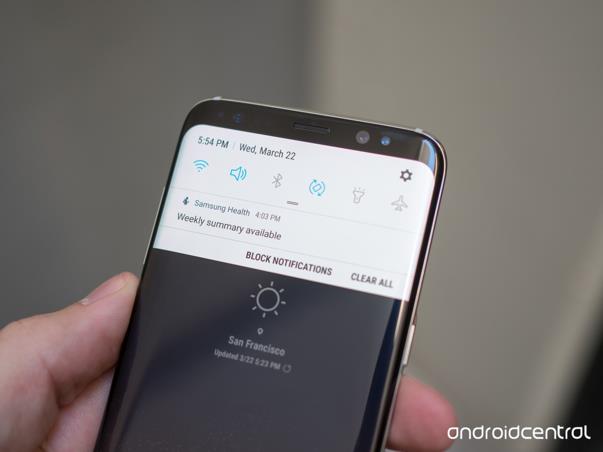 5:54 PM | Wed, March 22
Samsung Health 4:03 PM
Weekly summary available
BLOCK NOTIFICATIONS CLEAR ALL
San Francisco
Updated 3/22 5:23 PM
androidcentral